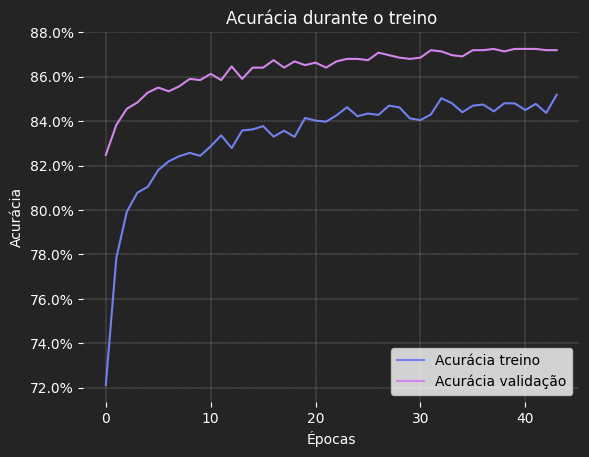 Acurácia durante o treino
88.0%
86.0%
84.0%
82.0%
80.0%
78.0%
76.0%
74.0%
72.0%
Acurácia
Acurácia treino
Acurácia validação
0 10 20 30 40
Épocas